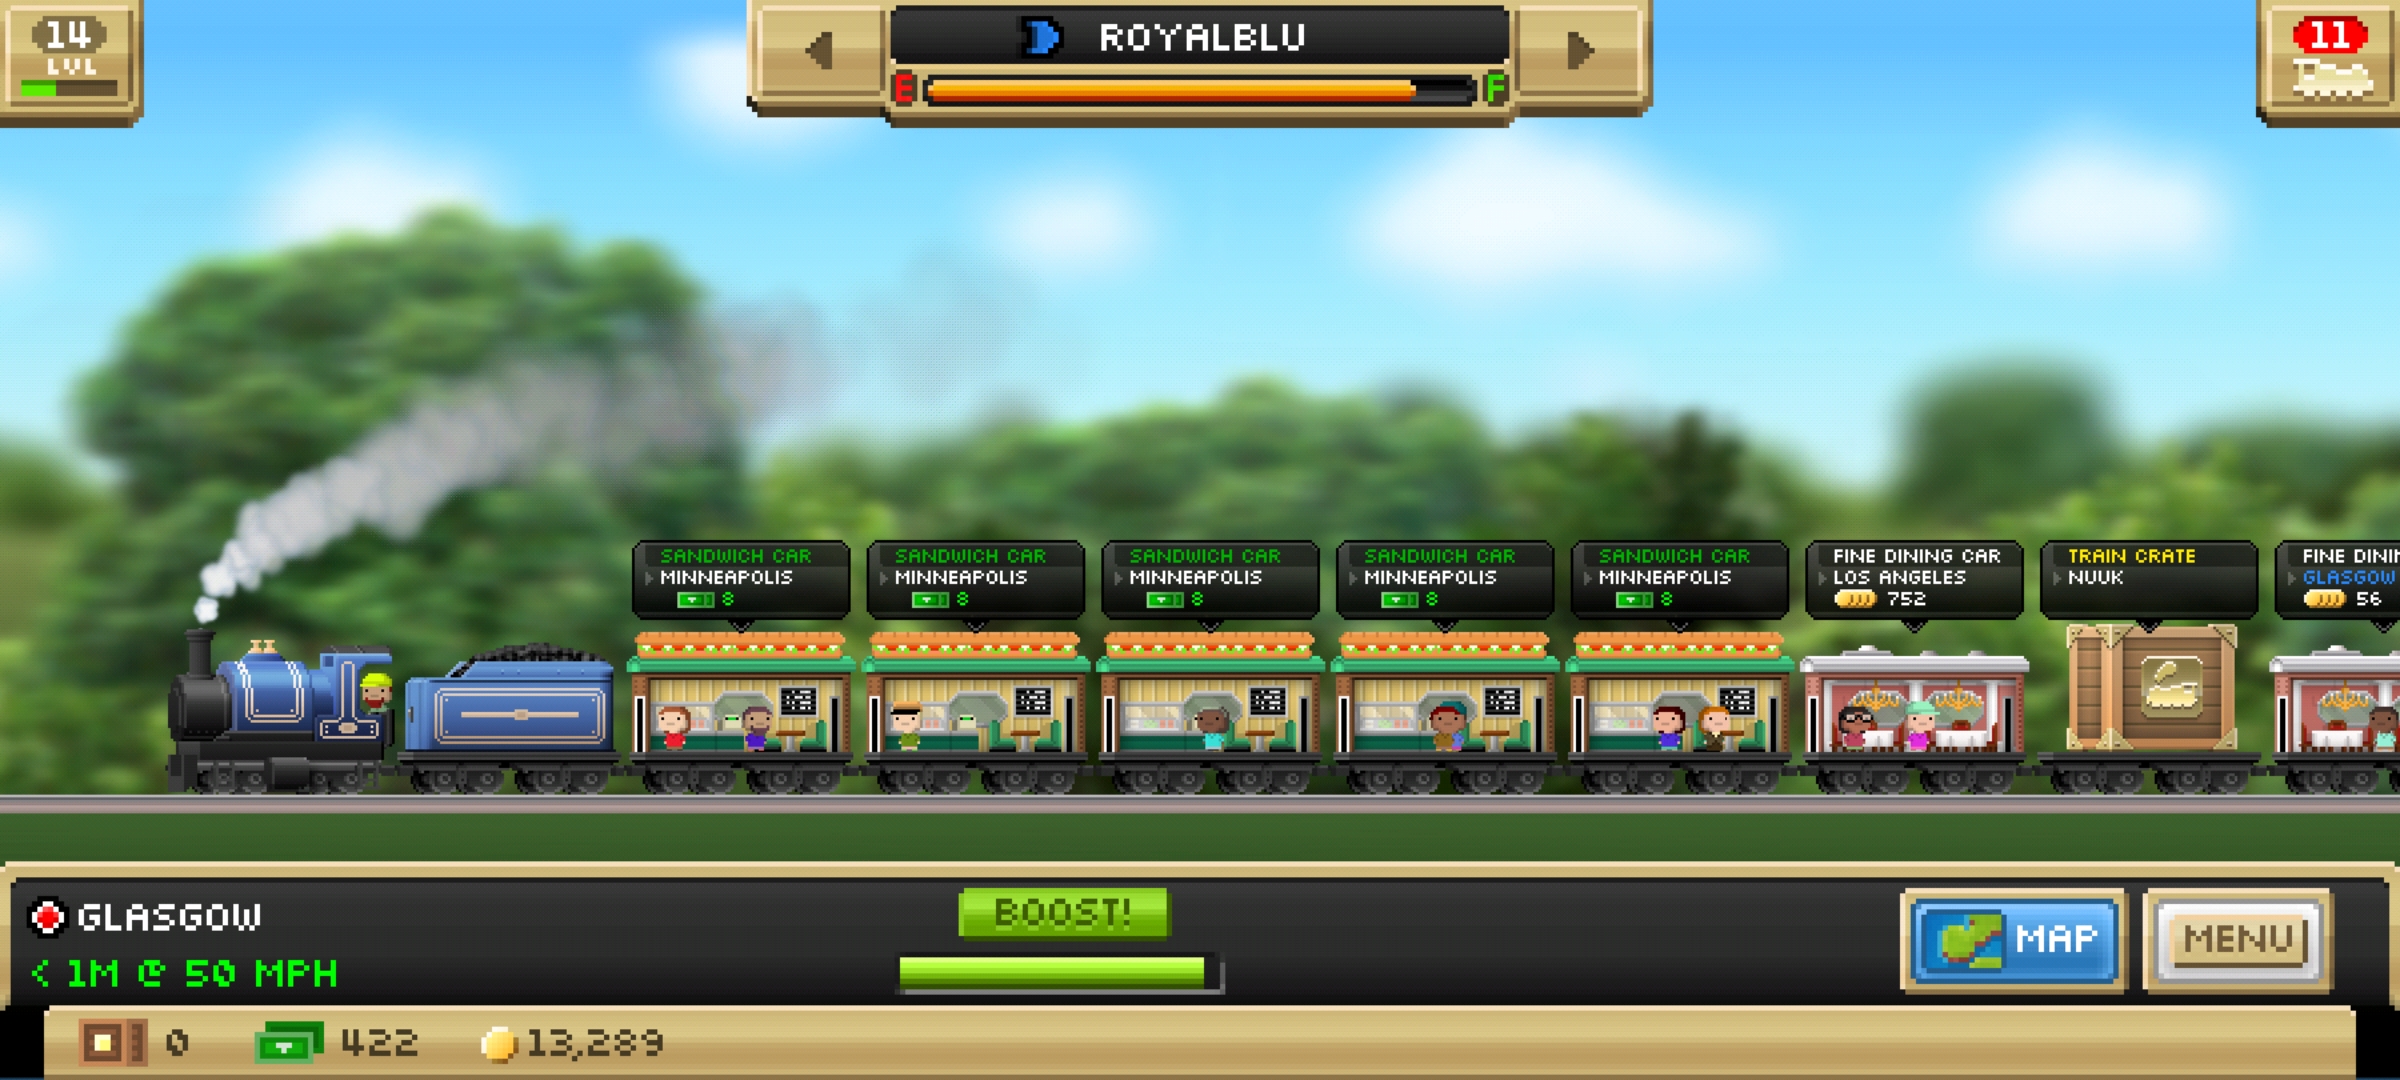 14
LVL
ROYALBLU
E
F
11
SANDWICH CAR
MINNEAPOLIS
8
SANDWICH CAR
MINNEAPOLIS
8
SANDWICH CAR
MINNEAPOLIS
8
SANDWICH CAR
MINNEAPOLIS
8
SANDWICH CAR
MINNEAPOLIS
8
FINE DINING CAR
LOS ANGELES
752
TRAIN CRATE
NUUK
FINE DININ
GLASGOW
56
GLASGOW
< 1M @ 50 MPH
BOOST!
MAP
MENU
0
422
13,289